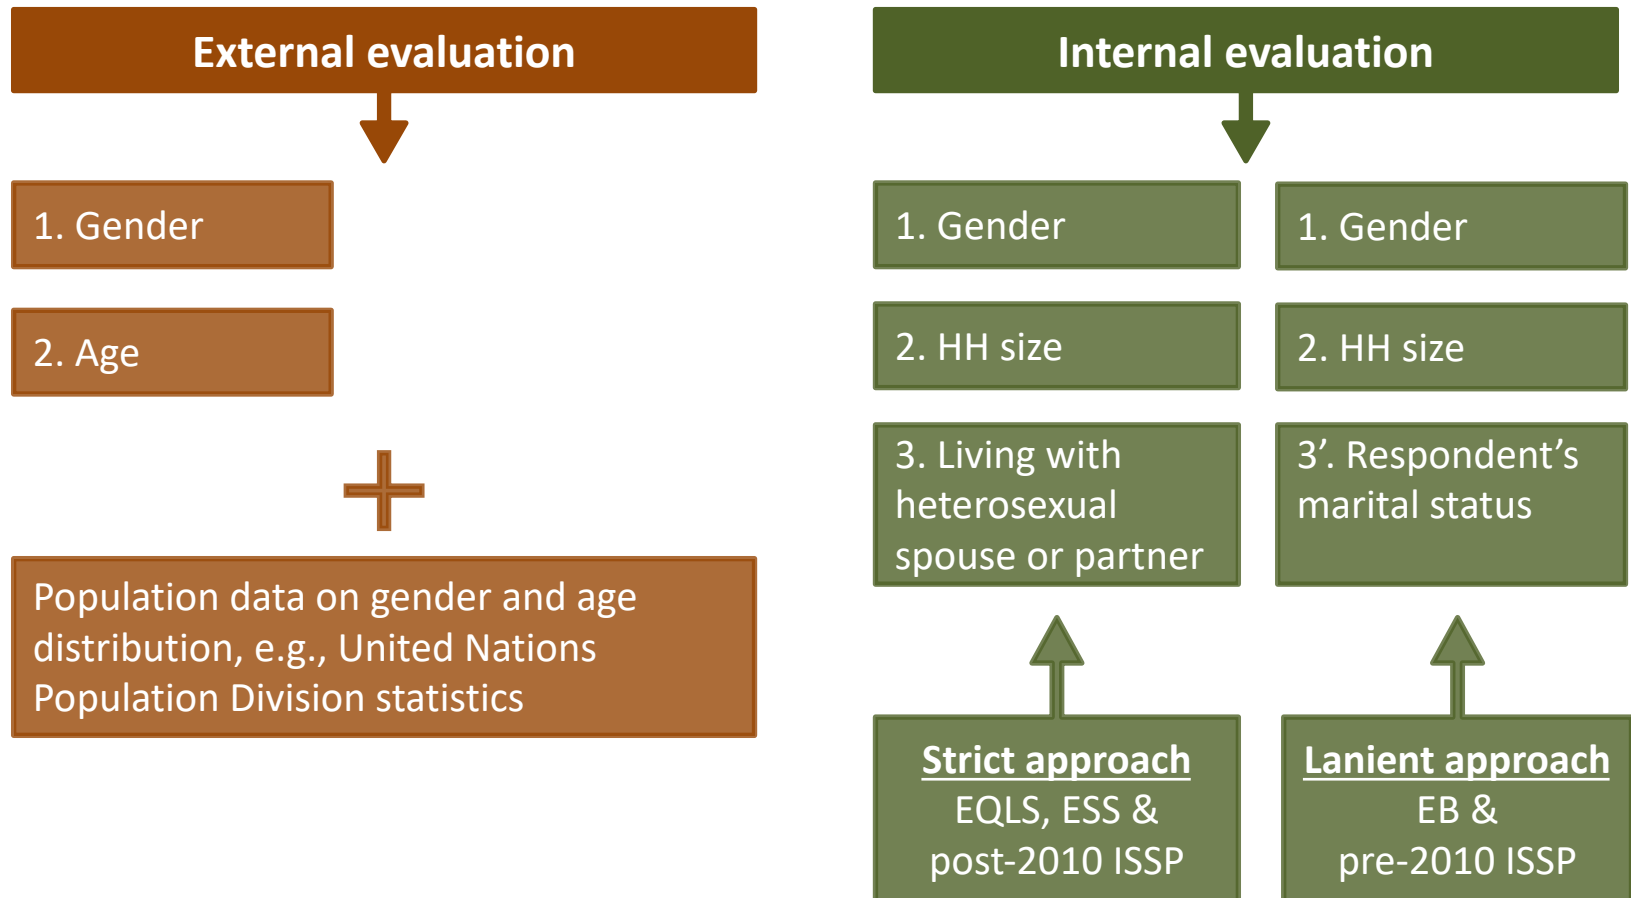 External evaluation
1. Gender
2. Age
Population data on gender and age
distribution, e.g., United Nations
Population Division statistics
Internal evaluation
1. Gender
2. HH size
3. Living with
heterosexual
spouse or partner
Strict approach
EQLS, ESS &
post-2010 ISSP
1. Gender
2. HH size
3’. Respondent’s
marital status
Lanient approach
EB &
pre-2010 ISSP